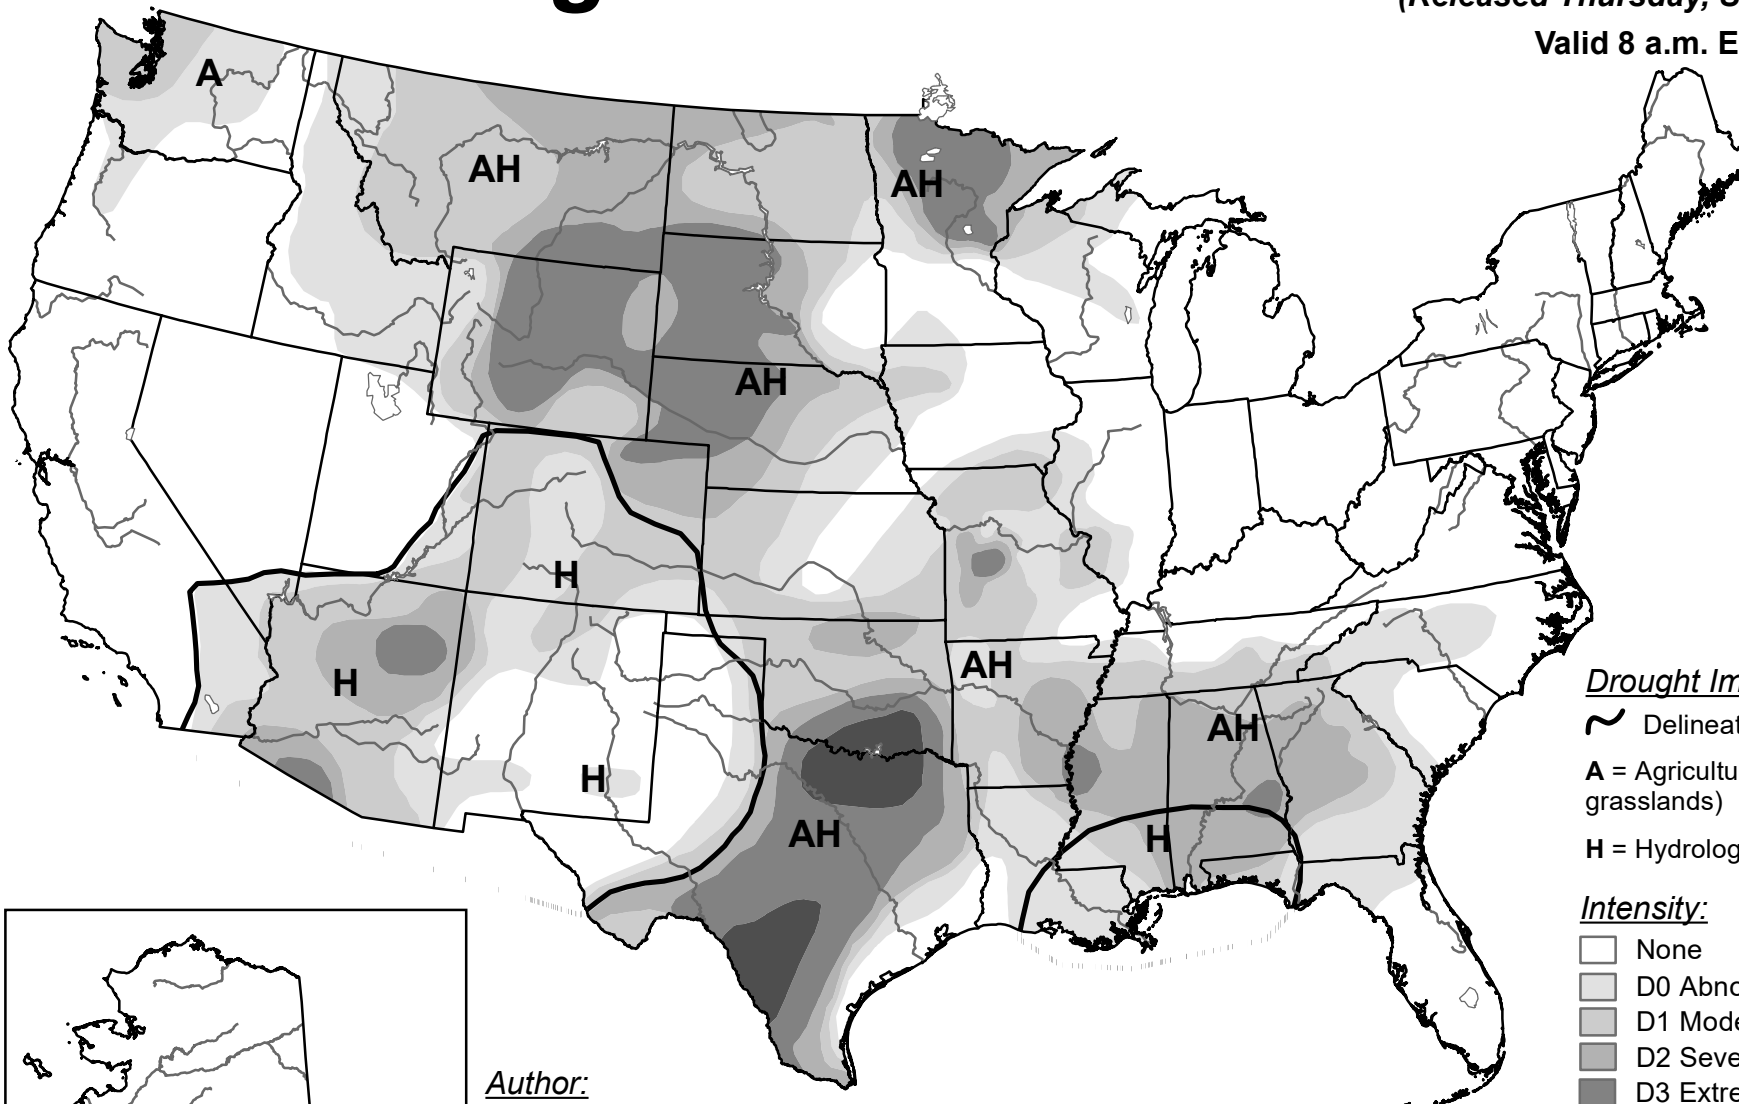 (Released Thursday, S
Valid 8 a.m. E
A
AH
AH
AH
H
H
AH
AH
H
AH
H
Drought Im
Delineat
A = Agricultu
grasslands)
H = Hydrolog
Intensity:
None
D0 Abno
D1 Mode
D2 Seve
D3 Extre
Author: